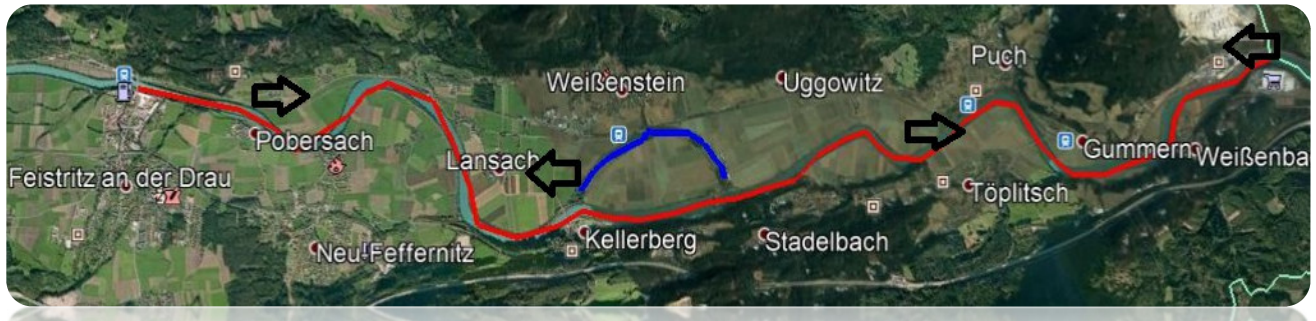 Puch
Weißenstein
Uggowitz
Pobersach
Gummern
Weißenba
Lansach
Feistritz an der Drau
Töplitsch
Kellerberg
Stadelbach
Neu-Feffernitz